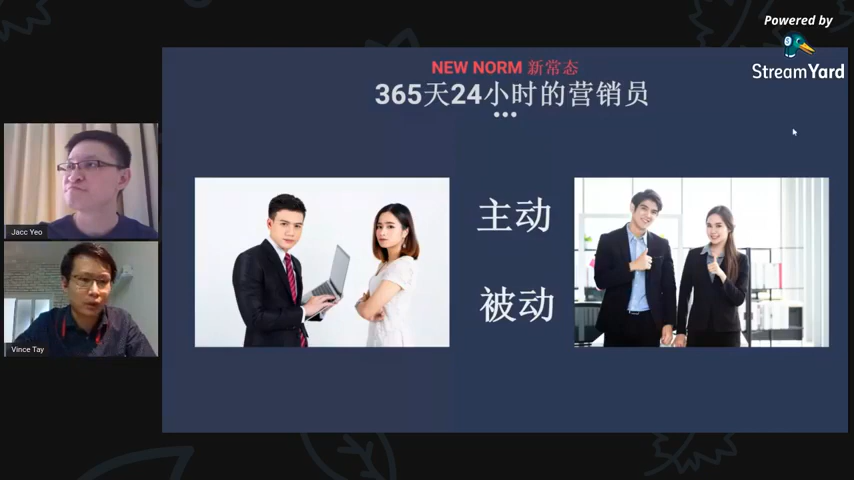 Powered by
StreamYard
NEW NORM 新常态
365天24小时的营销员
主动
被动
Jacc Yeo
Vince Tay